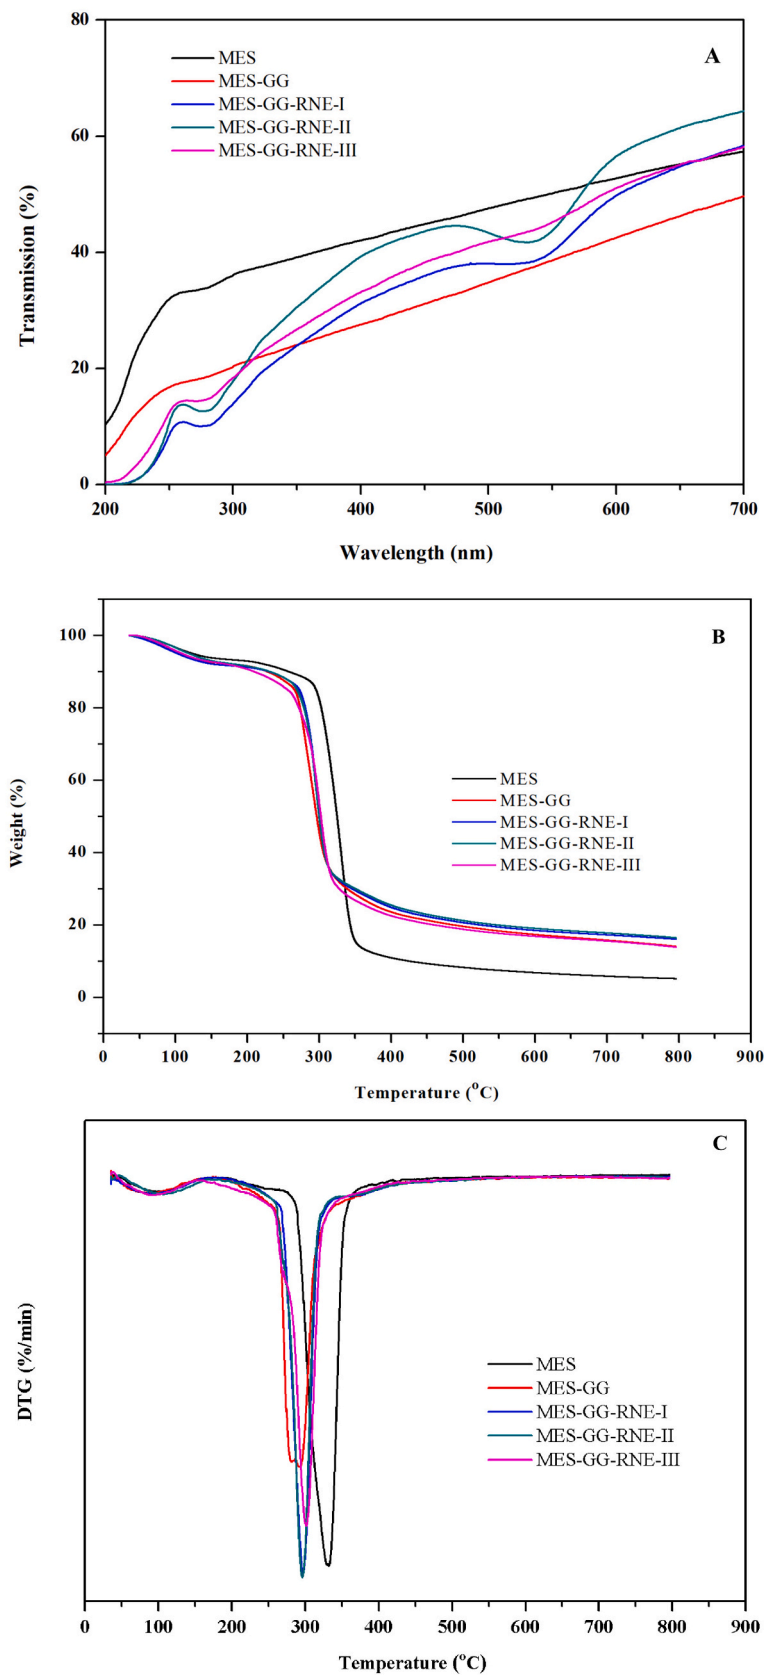 80
A
MES
MES-GG
MES-GG-RNE-I
MES-GG-RNE-II
MES-GG-RNE-III
60
40
20
0
Transmission (%)
200 300 400 500 600 700
Wavelength (nm)
B
100
80
60
40
20
0
Weight (%)
MES
MES-GG
MES-GG-RNE-I
MES-GG-RNE-II
MES-GG-RNE-III
0 100 200 300 400 500 600 700 800 900
Temperature (°C)
C
DTG (%/min)
MES
MES-GG
MES-GG-RNE-I
MES-GG-RNE-II
MES-GG-RNE-III
0 100 200 300 400 500 600 700 800 900
Temperature (°C)